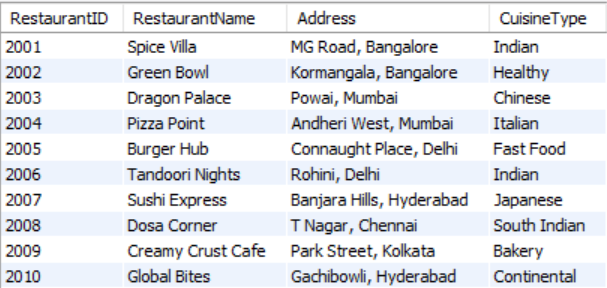 RestaurantID RestaurantName Address CuisineType
2001 Spice Villa MG Road, Bangalore Indian
2002 Green Bowl Kormangala, Bangalore Healthy
2003 Dragon Palace Powai, Mumbai Chinese
2004 Pizza Point Andheri West, Mumbai Italian
2005 Burger Hub Connaught Place, Delhi Fast Food
2006 Tandoori Nights Rohini, Delhi Indian
2007 Sushi Express Banjara Hills, Hyderabad Japanese
2008 Dosa Corner T Nagar, Chennai South Indian
2009 Creamy Crust Cafe Park Street, Kolkata Bakery
2010 Global Bites Gachibowli, Hyderabad Continental